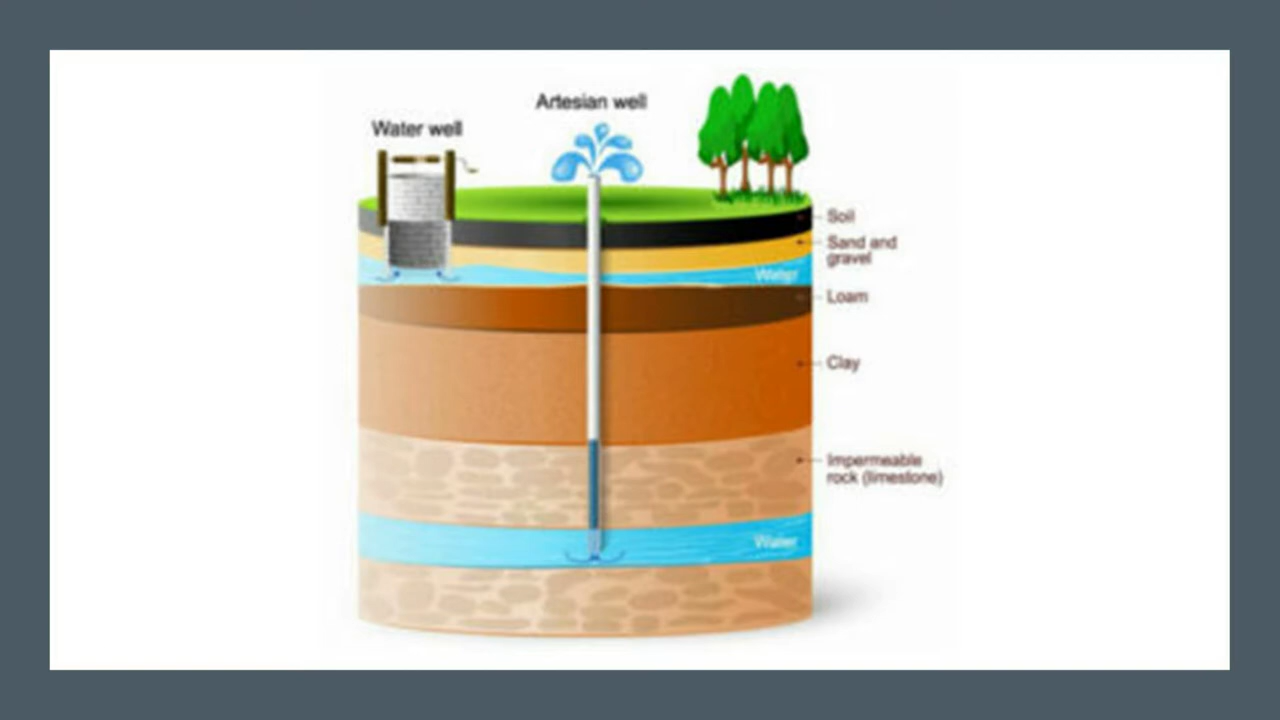 Artesian well
Water well
Soil
Sand and
gravel
Water
Loam
Clay
Impermeable
rock (limestone)
Water